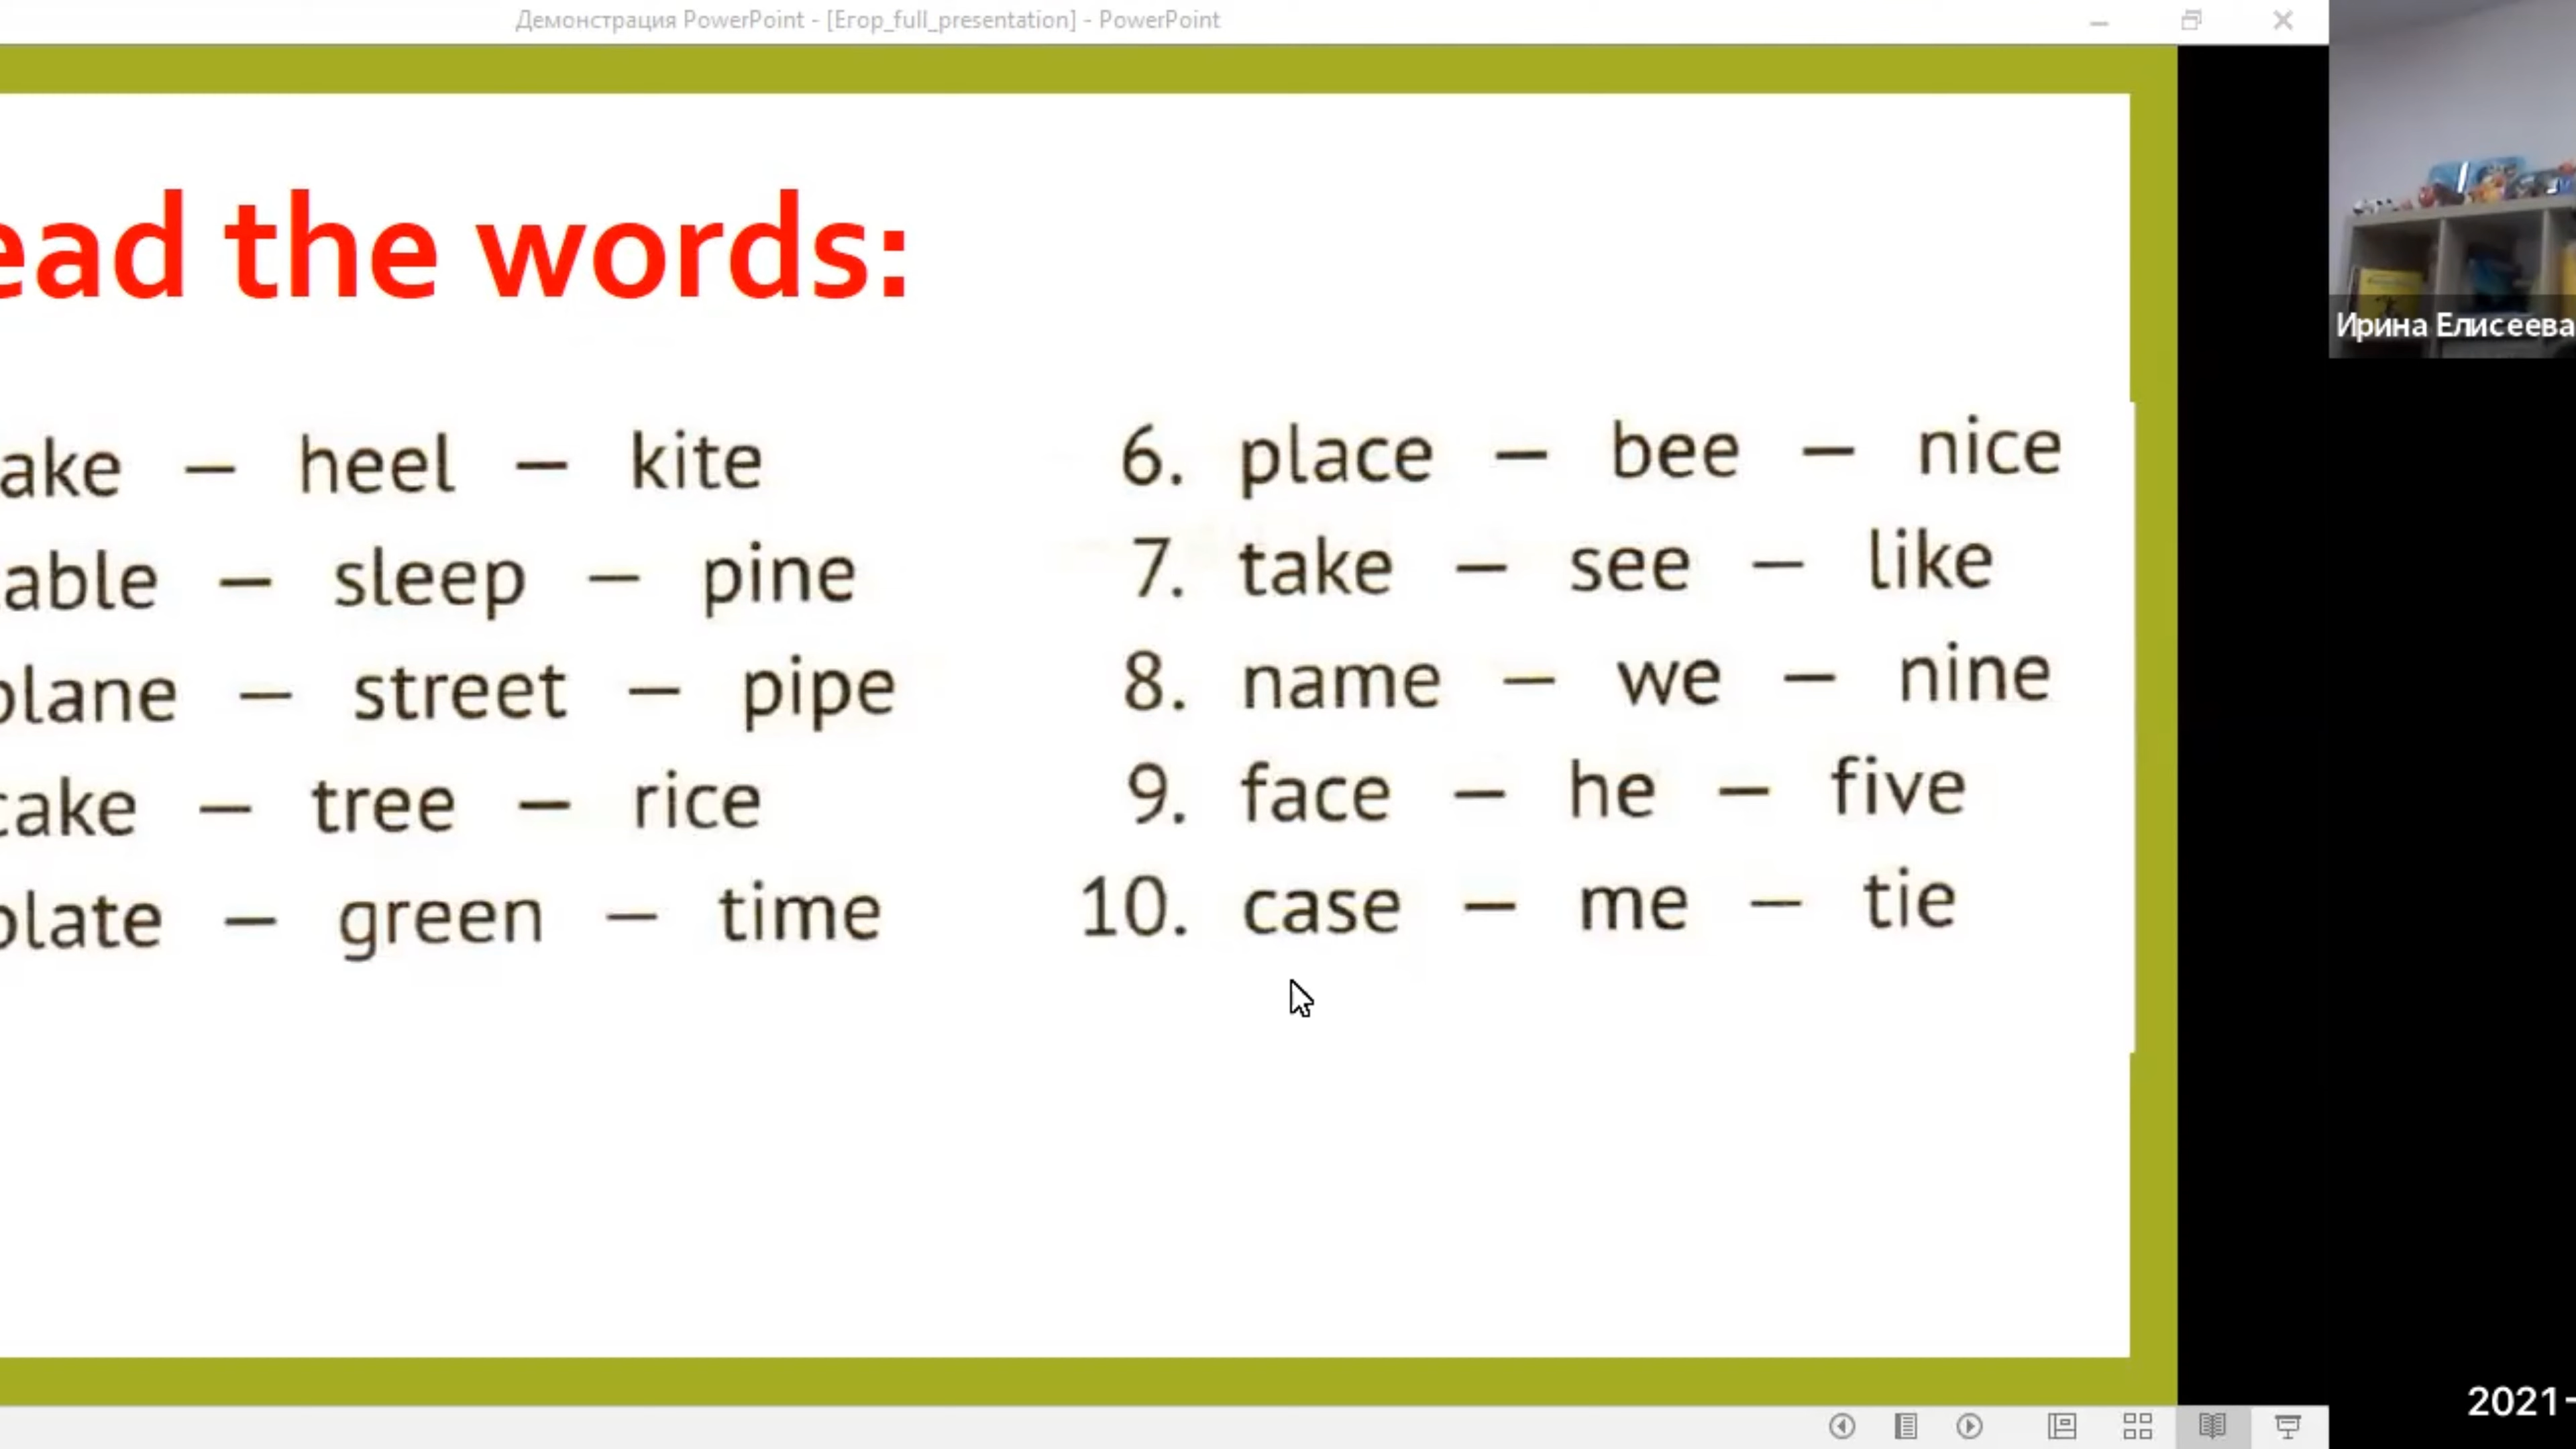 Демонстрация PowerPoint - [Егор_full_presentation] - PowerPoint
Ирина Елисеева
ead the words:
ake – heel – kite
able – sleep – pine
plane – street – pipe
cake – tree – rice
plate – green – time
6. place – bee – nice
7. take – see – like
8. name – we – nine
9. face – he – five
10. case – me – tie
2021-